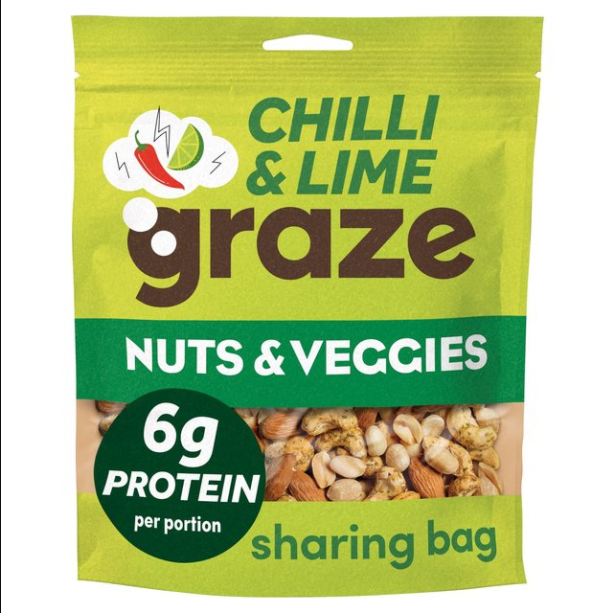 CHILLI
& LIME
graze
NUTS & VEGGIES
6g
PROTEIN
per portion
sharing bag